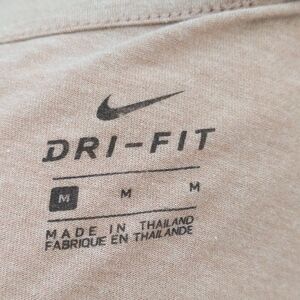 DRI-FIT
M M M
MADE IN THAILAND
FABRIQUE EN THAILANDE